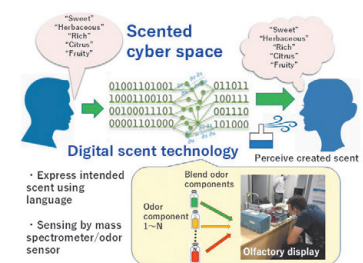 "Sweet"
"Herbaceous"
"Rich"
"Citrus"
"Fruity"
Scented
cyber space
"Sweet"
"Herbaceous"
"Rich"
"Citrus"
"Fruity"
01001101001
10001100101
00100011101
00001101000
011011
100111
001110
101000
Digital scent technology
Perceive created scent
・Express intended
scent using
language
・Sensing by mass
spectrometer/odor
sensor
Blend odor
components
Odor
component
1～N
Olfactory display